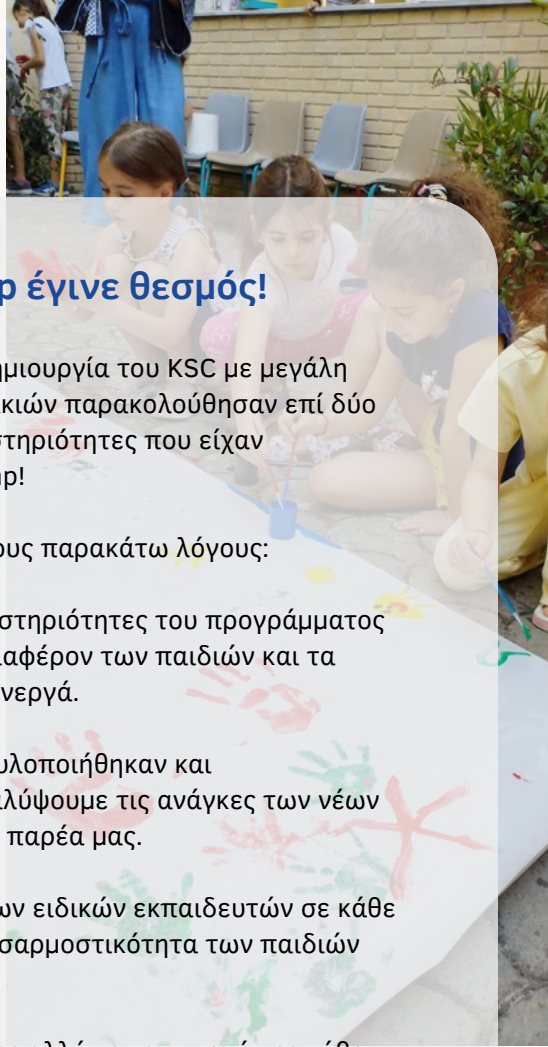 p έγινε θεσμός!
ημιουργία του KSC με μεγάλη
κιών παρακολούθησαν επί δύο
στηριότητες που είχαν
mp!
ους παρακάτω λόγους:
στηριότητες του προγράμματος
αφέρον των παιδιών και τα
νεργά.
υλοποιήθηκαν και
λύψουμε τις ανάγκες των νέων
παρέα μας.
ων ειδικών εκπαιδευτών σε κάθε
σαρμοστικότητα των παιδιών